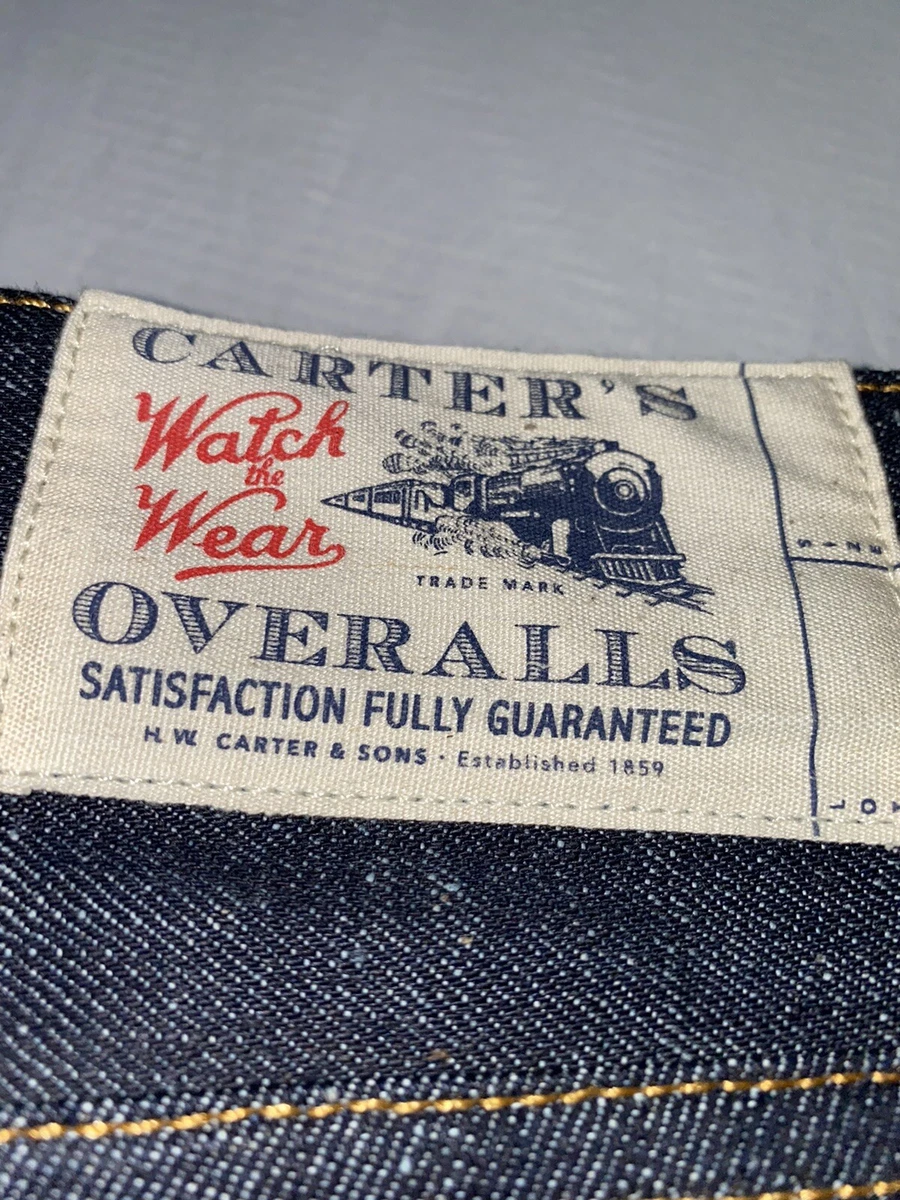 CARTER'S
Watch
the
Wear
TRADE MARK
OVERALLS
SATISFACTION FULLY GUARANTEED
H. W. CARTER & SONS · Established 1859